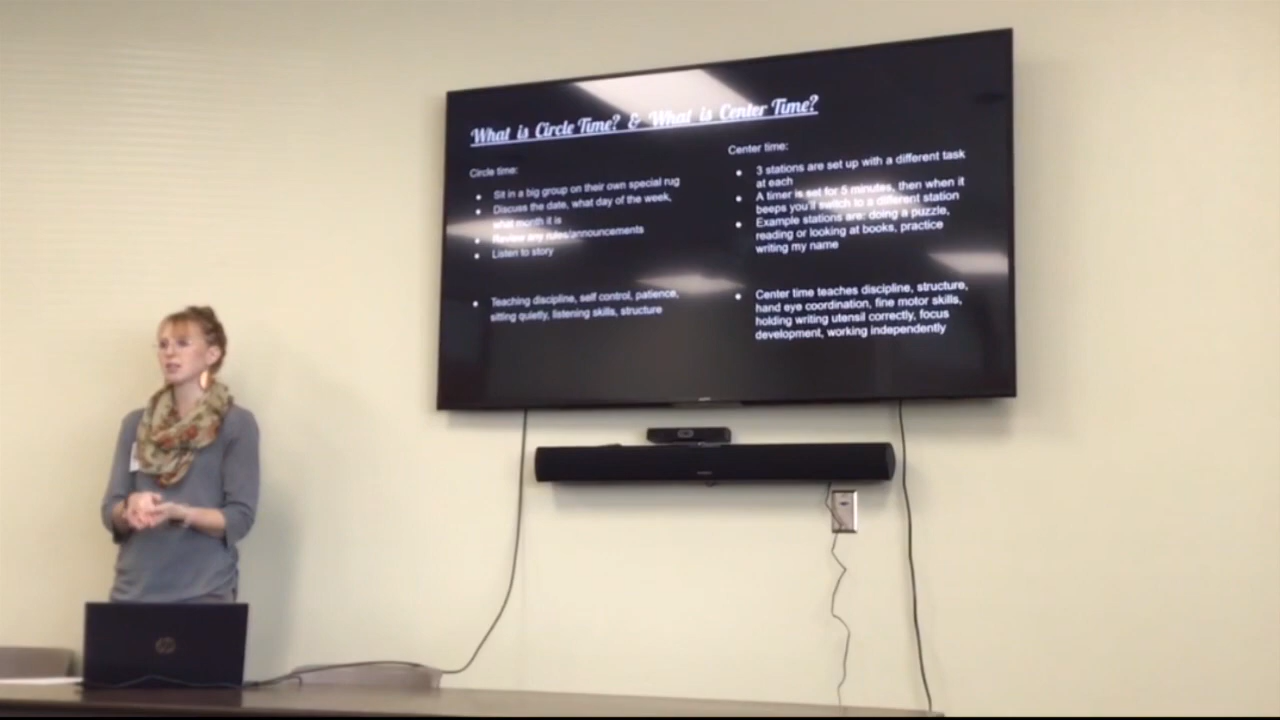 What is Circle Time? & What is Center Time?
Circle time:
Sit in a big group on their own special rug
Discuss the date, what day of the week,
what month it is
Review any rules/announcements
Listen to story
Teaching discipline, self control, patience,
sitting quietly, listening skills, structure
Center time:
3 stations are set up with a different task
at each
A timer is set for 5 minutes, then when it
beeps you'll switch to a different station
Example stations are: doing a puzzle,
reading or looking at books, practice
writing my name
Center time teaches discipline, structure,
hand eye coordination, fine motor skills,
holding writing utensil correctly, focus
development, working independently
hp